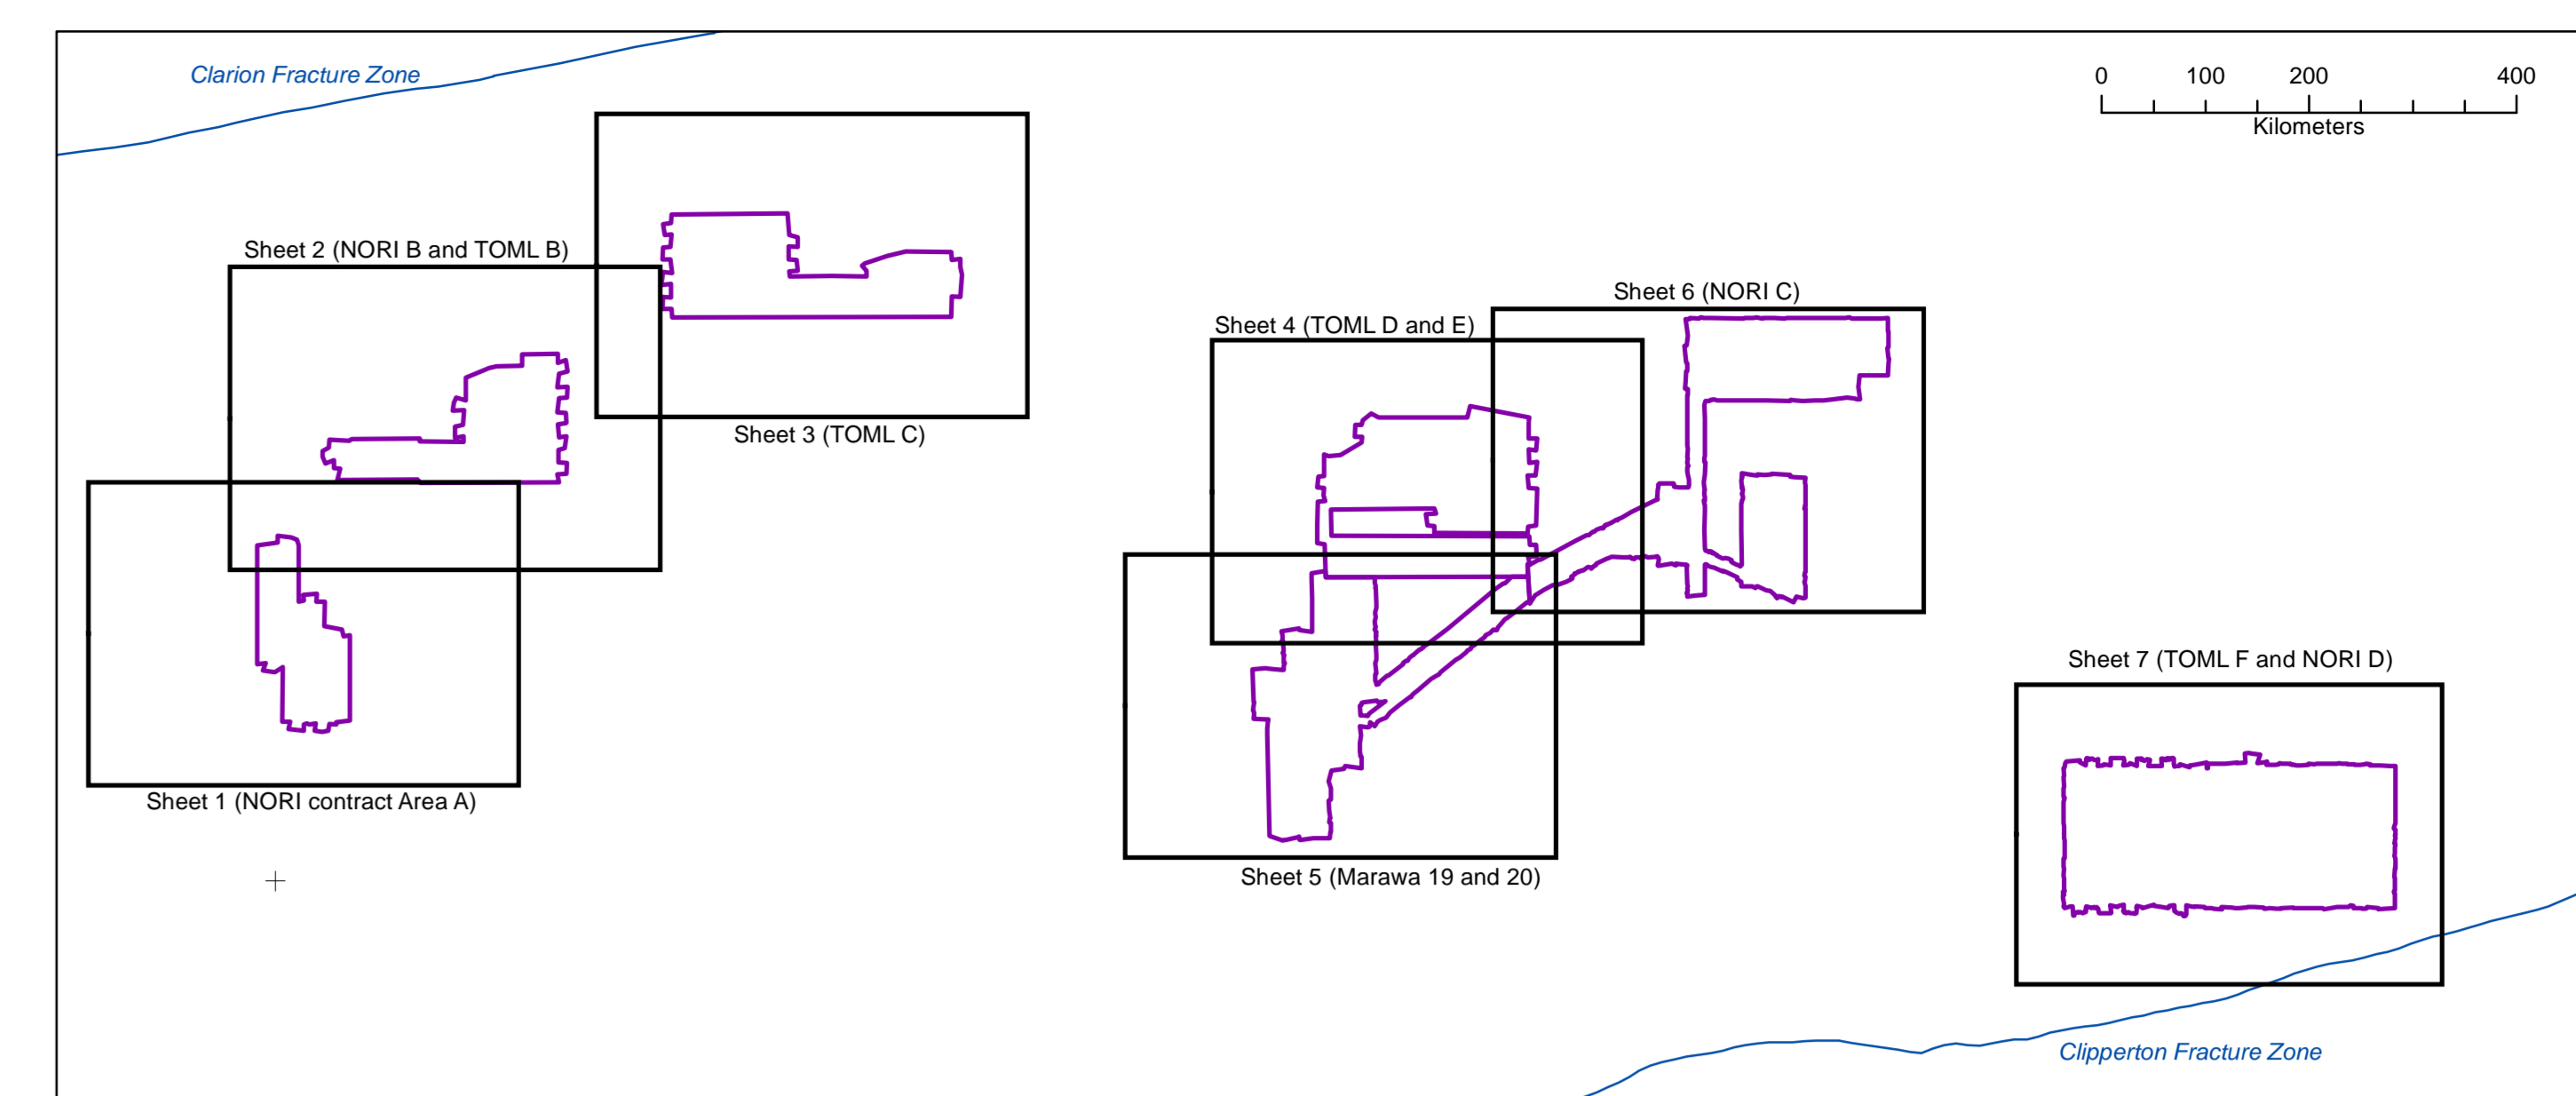 Clarion Fracture Zone
0 100 200 400
Kilometers
Sheet 2 (NORI B and TOML B)
Sheet 6 (NORI C)
Sheet 4 (TOML D and E)
Sheet 3 (TOML C)
Sheet 7 (TOML F and NORI D)
Sheet 1 (NORI contract Area A)
Sheet 5 (Marawa 19 and 20)
Clipperton Fracture Zone